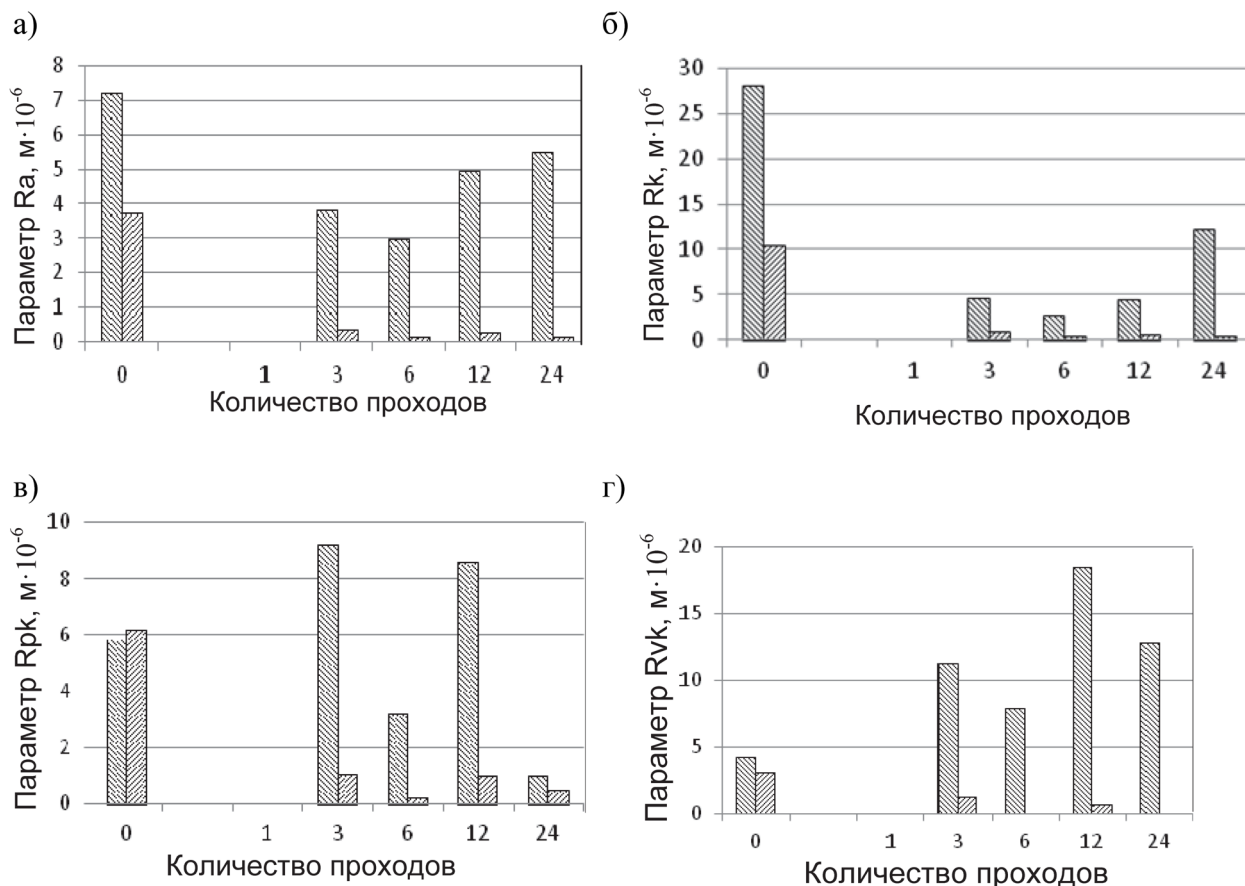 а)
Параметр Ra, м·10⁻⁶
8
7
6
5
4
3
2
1
0
0 1 3 6 12 24
Количество проходов
б)
Параметр Rk, м·10⁻⁶
30
25
20
15
10
5
0
0 1 3 6 12 24
Количество проходов
в)
Параметр Rpk, м·10⁻⁶
10
8
6
4
2
0
0 1 3 6 12 24
Количество проходов
г)
Параметр Rvk, м·10⁻⁶
20
15
10
5
0
0 1 3 6 12 24
Количество проходов